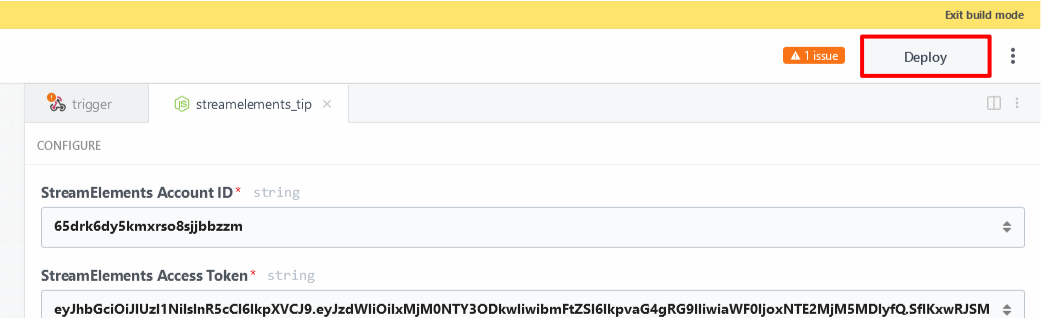 Exit build mode
1 issue
Deploy
trigger
streamelements_tip
CONFIGURE
StreamElements Account ID* string
65drk6dy5kmxrso8sjjbbzzm
StreamElements Access Token* string
eyJhbGciOiJIUzI1NiIsInR5cCI6IkpXVCJ9.eyJzdWIiOiIxMjM0NTY3ODkwIiwibmFtZSI6IkpvaG4gRG9lIiwiaWF0IjoxNTE2MjM5MDIyfQ.SflKxwRJSM